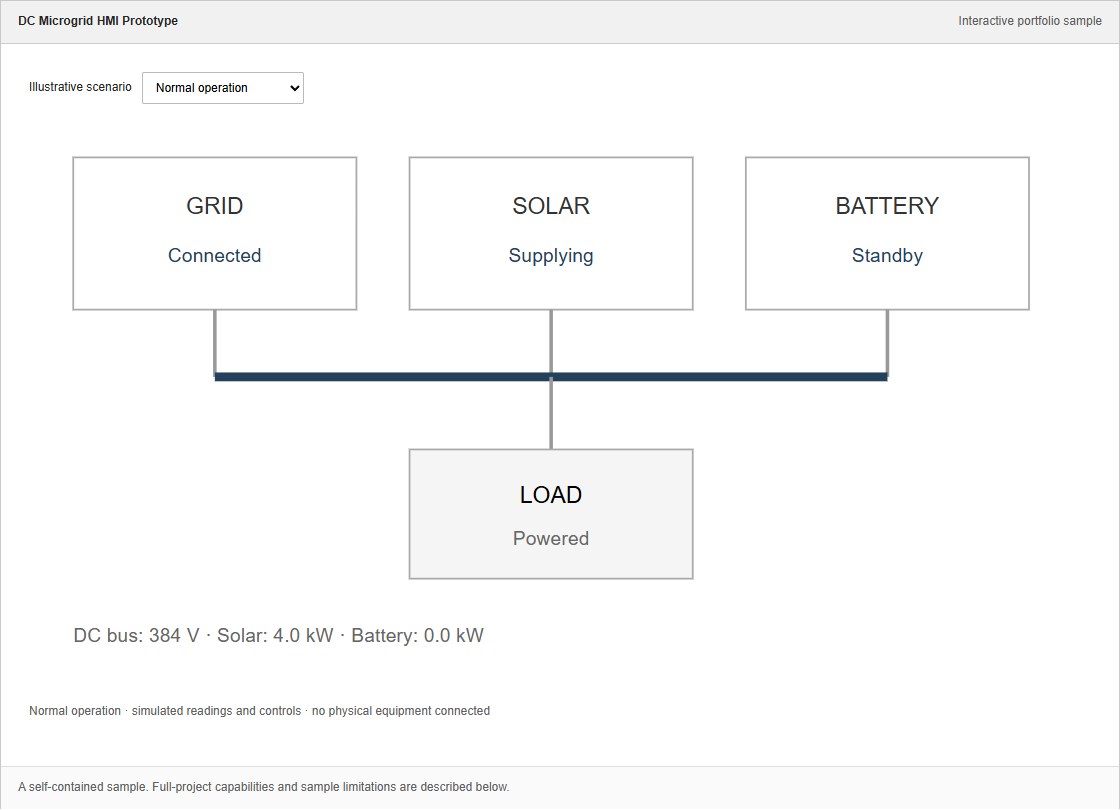 DC Microgrid HMI Prototype
Interactive portfolio sample
Illustrative scenario
Normal operation
GRID
Connected
SOLAR
Supplying
BATTERY
Standby
LOAD
Powered
DC bus: 384 V · Solar: 4.0 kW · Battery: 0.0 kW
Normal operation · simulated readings and controls · no physical equipment connected
A self-contained sample. Full-project capabilities and sample limitations are described below.